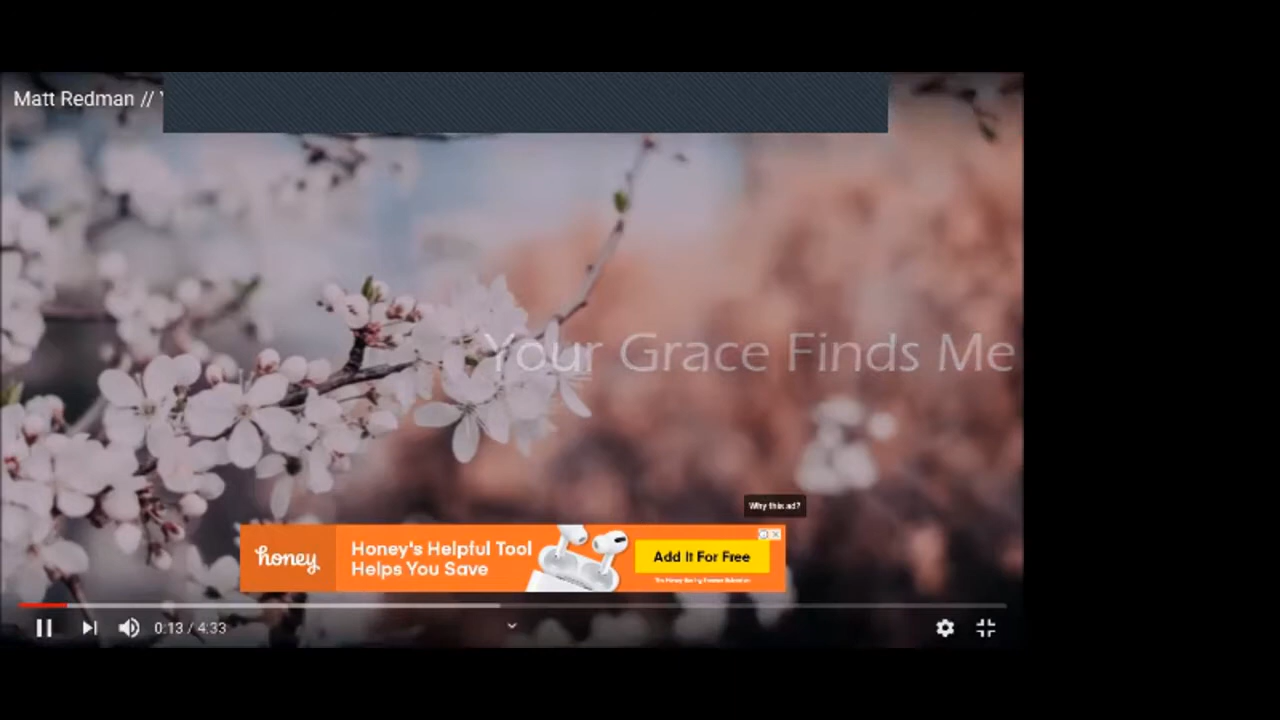 Matt Redman //
Your Grace Finds Me
Why this ad?
honey
Honey's Helpful Tool
Helps You Save
Add It For Free
0:13 / 4:33